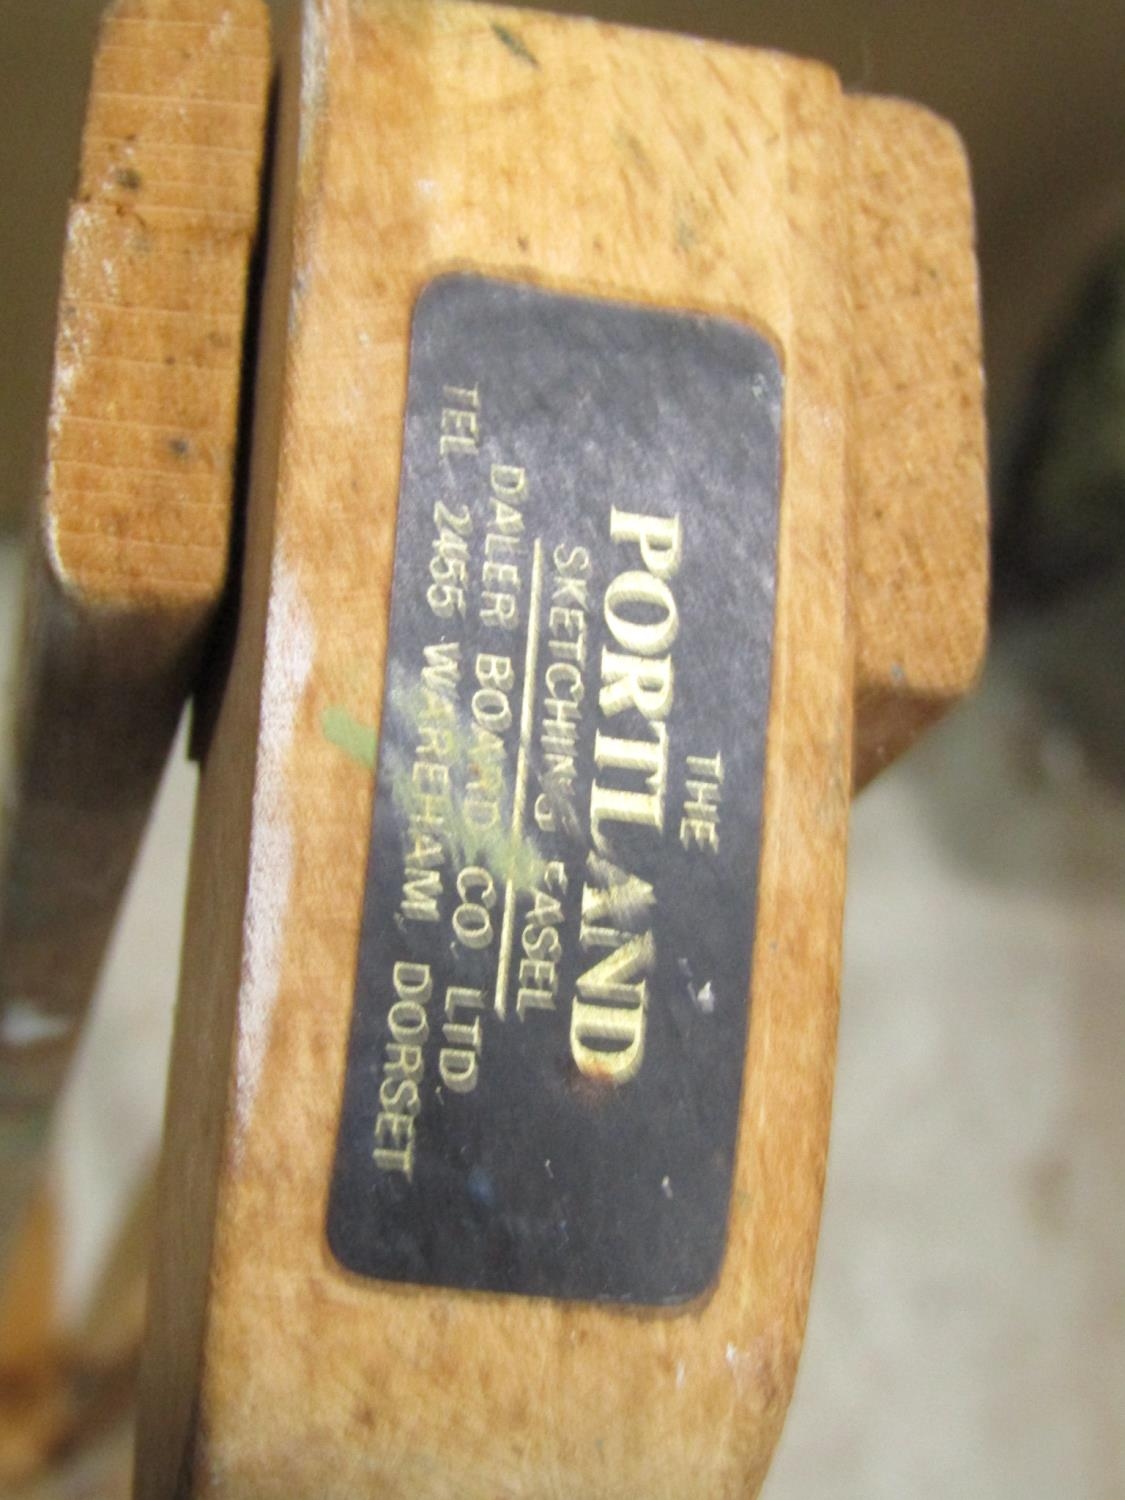 THE
PORTLAND
SKETCHING EASEL
DALER BOARD CO. LTD.
TEL 2455 WAREHAM, DORSET